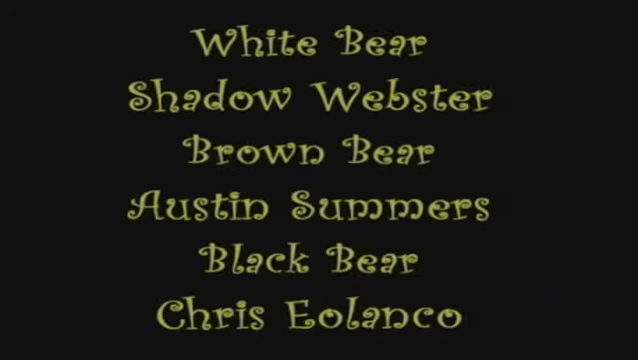 White Bear
Shadow Webster
Brown Bear
Austin Summers
Black Bear
Chris Eolanco